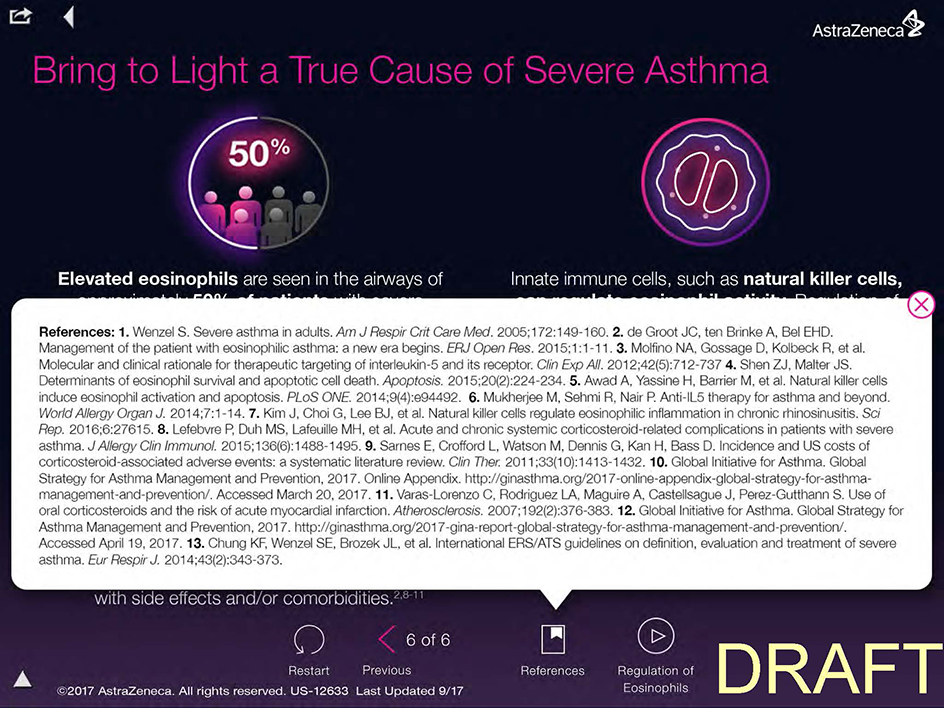 AstraZeneca
Bring to Light a True Cause of Severe Asthma
50%
Elevated eosinophils are seen in the airways of
approximately 50% of patients with severe
Innate immune cells, such as natural killer cells,
can regulate eosinophil activity. Regulation of
References: 1. Wenzel S. Severe asthma in adults. Am J Respir Crit Care Med. 2005;172:149-160. 2. de Groot JC, ten Brinke A, Bel EHD.
Management of the patient with eosinophilic asthma: a new era begins. ERJ Open Res. 2015;1:1-11. 3. Molfino NA, Gossage D, Kolbeck R, et al.
Molecular and clinical rationale for therapeutic targeting of interleukin-5 and its receptor. Clin Exp All. 2012;42(5):712-737 4. Shen ZJ, Malter JS.
Determinants of eosinophil survival and apoptotic cell death. Apoptosis. 2015;20(2):224-234. 5. Awad A, Yassine H, Barrier M, et al. Natural killer cells
induce eosinophil activation and apoptosis. PLoS ONE. 2014;9(4):e94492. 6. Mukherjee M, Sehmi R, Nair P. Anti-IL5 therapy for asthma and beyond.
World Allergy Organ J. 2014;7:1-14. 7. Kim J, Choi G, Lee BJ, et al. Natural killer cells regulate eosinophilic inflammation in chronic rhinosinusitis. Sci
Rep. 2016;6:27615. 8. Lefebvre P, Duh MS, Lafeuille MH, et al. Acute and chronic systemic corticosteroid-related complications in patients with severe
asthma. J Allergy Clin Immunol. 2015;136(6):1488-1495. 9. Sarnes E, Crofford L, Watson M, Dennis G, Kan H, Bass D. Incidence and US costs of
corticosteroid-associated adverse events: a systematic literature review. Clin Ther. 2011;33(10):1413-1432. 10. Global Initiative for Asthma. Global
Strategy for Asthma Management and Prevention, 2017. Online Appendix. http://ginasthma.org/2017-online-appendix-global-strategy-for-asthma-
management-and-prevention/. Accessed March 20, 2017. 11. Varas-Lorenzo C, Rodriguez LA, Maguire A, Castellsague J, Perez-Gutthann S. Use of
oral corticosteroids and the risk of acute myocardial infarction. Atherosclerosis. 2007;192(2):376-383. 12. Global Initiative for Asthma. Global Strategy for
Asthma Management and Prevention, 2017. http://ginasthma.org/2017-gina-report-global-strategy-for-asthma-management-and-prevention/.
Accessed April 19, 2017. 13. Chung KF, Wenzel SE, Brozek JL, et al. International ERS/ATS guidelines on definition, evaluation and treatment of severe
asthma. Eur Respir J. 2014;43(2):343-373.
with side effects and/or comorbidities.2,8-11
6 of 6
Restart
Previous
References
Regulation of
Eosinophils
©2017 AstraZeneca. All rights reserved. US-12633 Last Updated 9/17
DRAFT